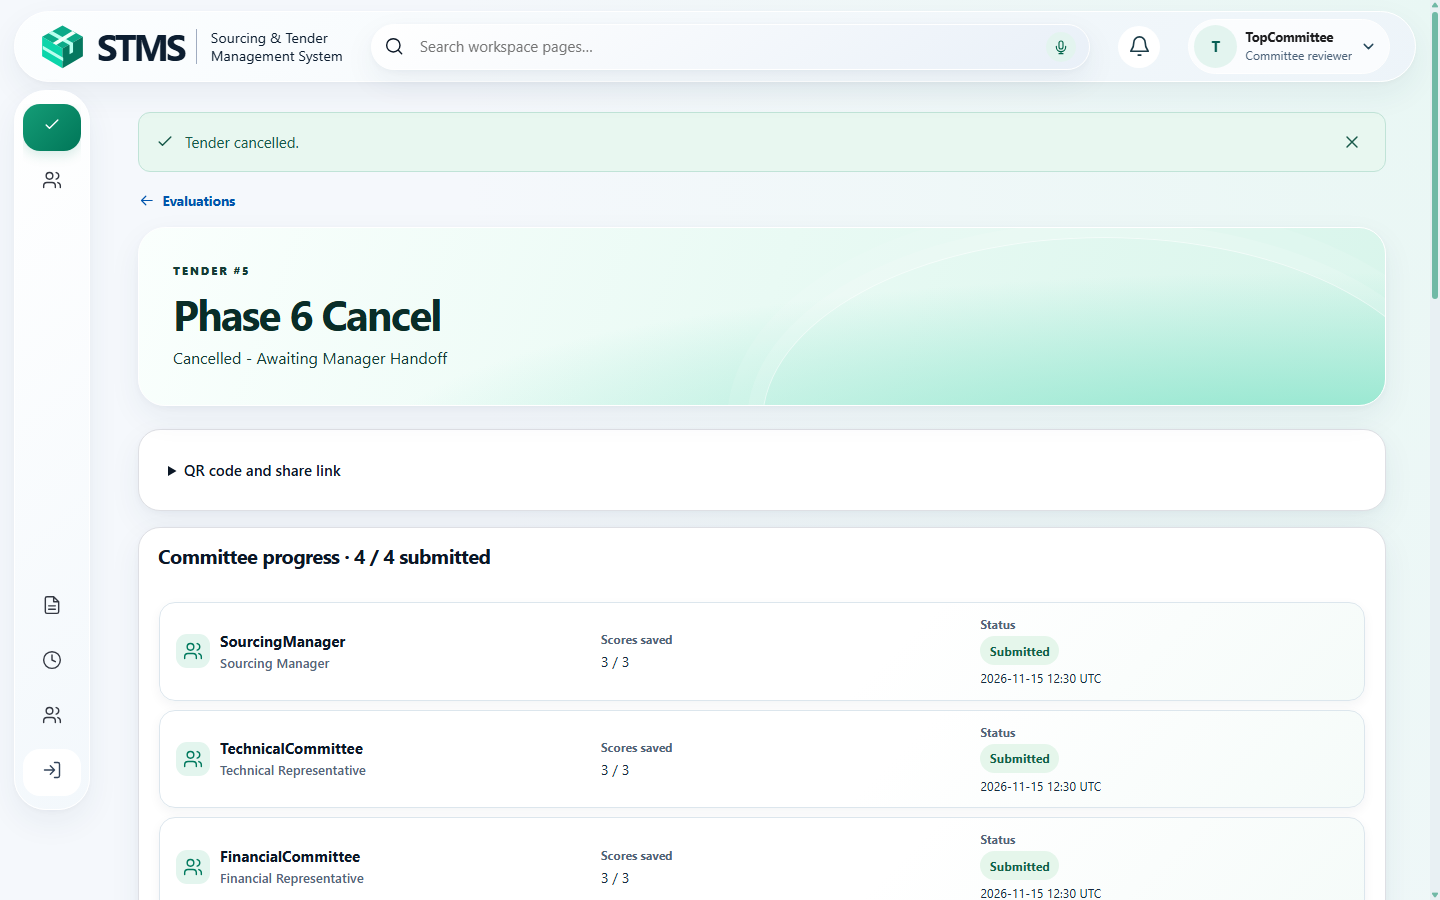 STMS
Sourcing & Tender
Management System
Search workspace pages...
T
TopCommittee
Committee reviewer
Tender cancelled.
Evaluations
TENDER #5
Phase 6 Cancel
Cancelled - Awaiting Manager Handoff
QR code and share link
Committee progress · 4 / 4 submitted
SourcingManager
Sourcing Manager
Scores saved
3 / 3
Status
Submitted
2026-11-15 12:30 UTC
TechnicalCommittee
Technical Representative
Scores saved
3 / 3
Status
Submitted
2026-11-15 12:30 UTC
FinancialCommittee
Financial Representative
Scores saved
3 / 3
Status
Submitted
2026-11-15 12:30 UTC